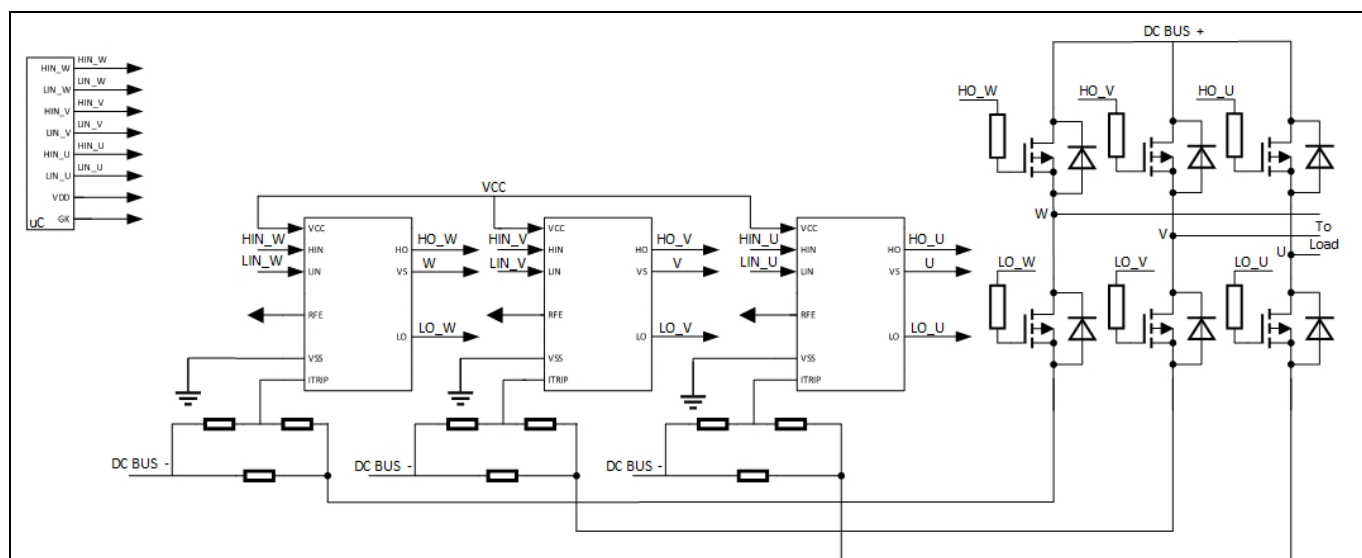 DC BUS +
HIN_W HIN_W
LIN_W LIN_W
HIN_V HIN_V
LIN_V LIN_V
HIN_U HIN_U
LIN_U LIN_U
VDD
GK
uC
HO_W HO_V HO_U
VCC
W
V
U
To
Load
VCC VCC VCC
HIN_W HIN HO HO_W HIN_V HIN HO HO_V HIN_U HIN HO HO_U
LIN_W LIN VS W LIN_V LIN VS V LIN_U LIN VS U
LO_W LO_V LO_U
RFE RFE RFE
LO LO_W LO LO_V LO LO_U
VSS VSS VSS
ITRIP ITRIP ITRIP
DC BUS - DC BUS - DC BUS -